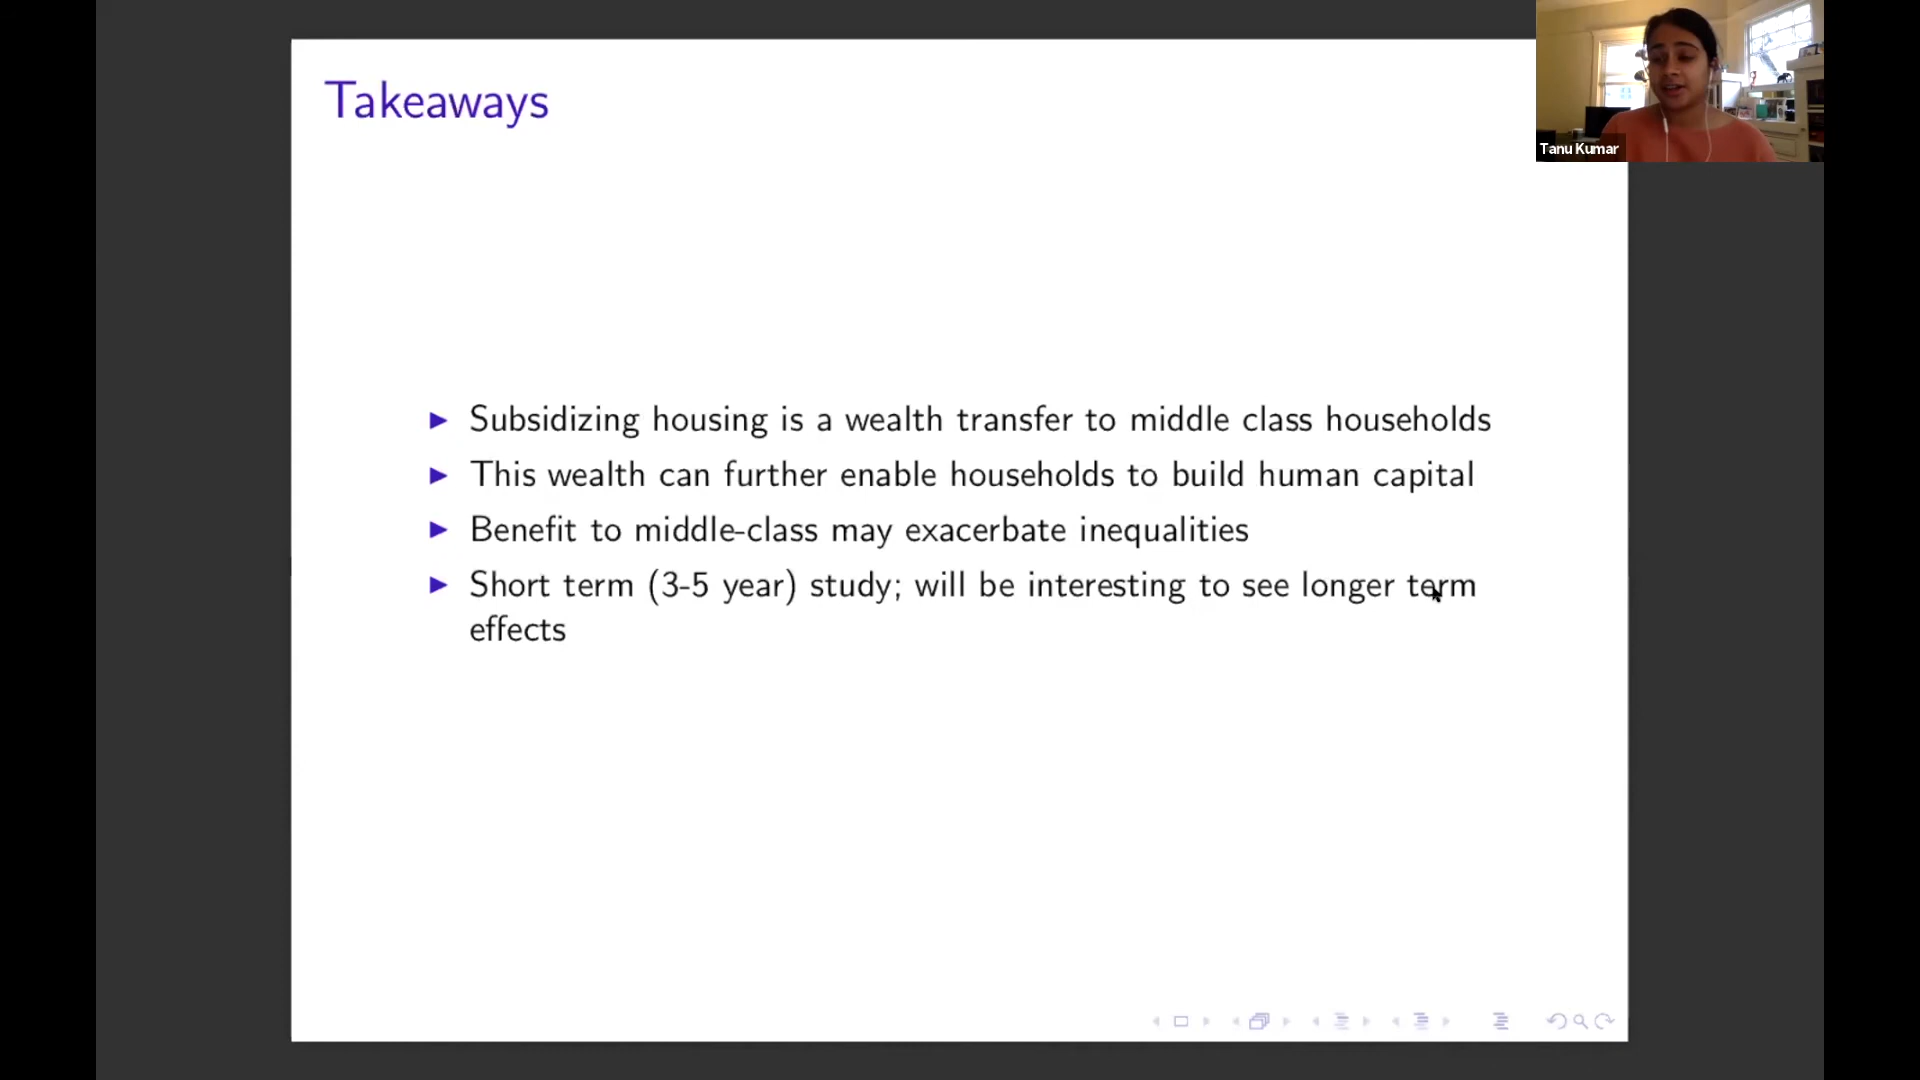 Takeaways
Tanu Kumar
Subsidizing housing is a wealth transfer to middle class households
This wealth can further enable households to build human capital
Benefit to middle-class may exacerbate inequalities
Short term (3-5 year) study; will be interesting to see longer term
effects